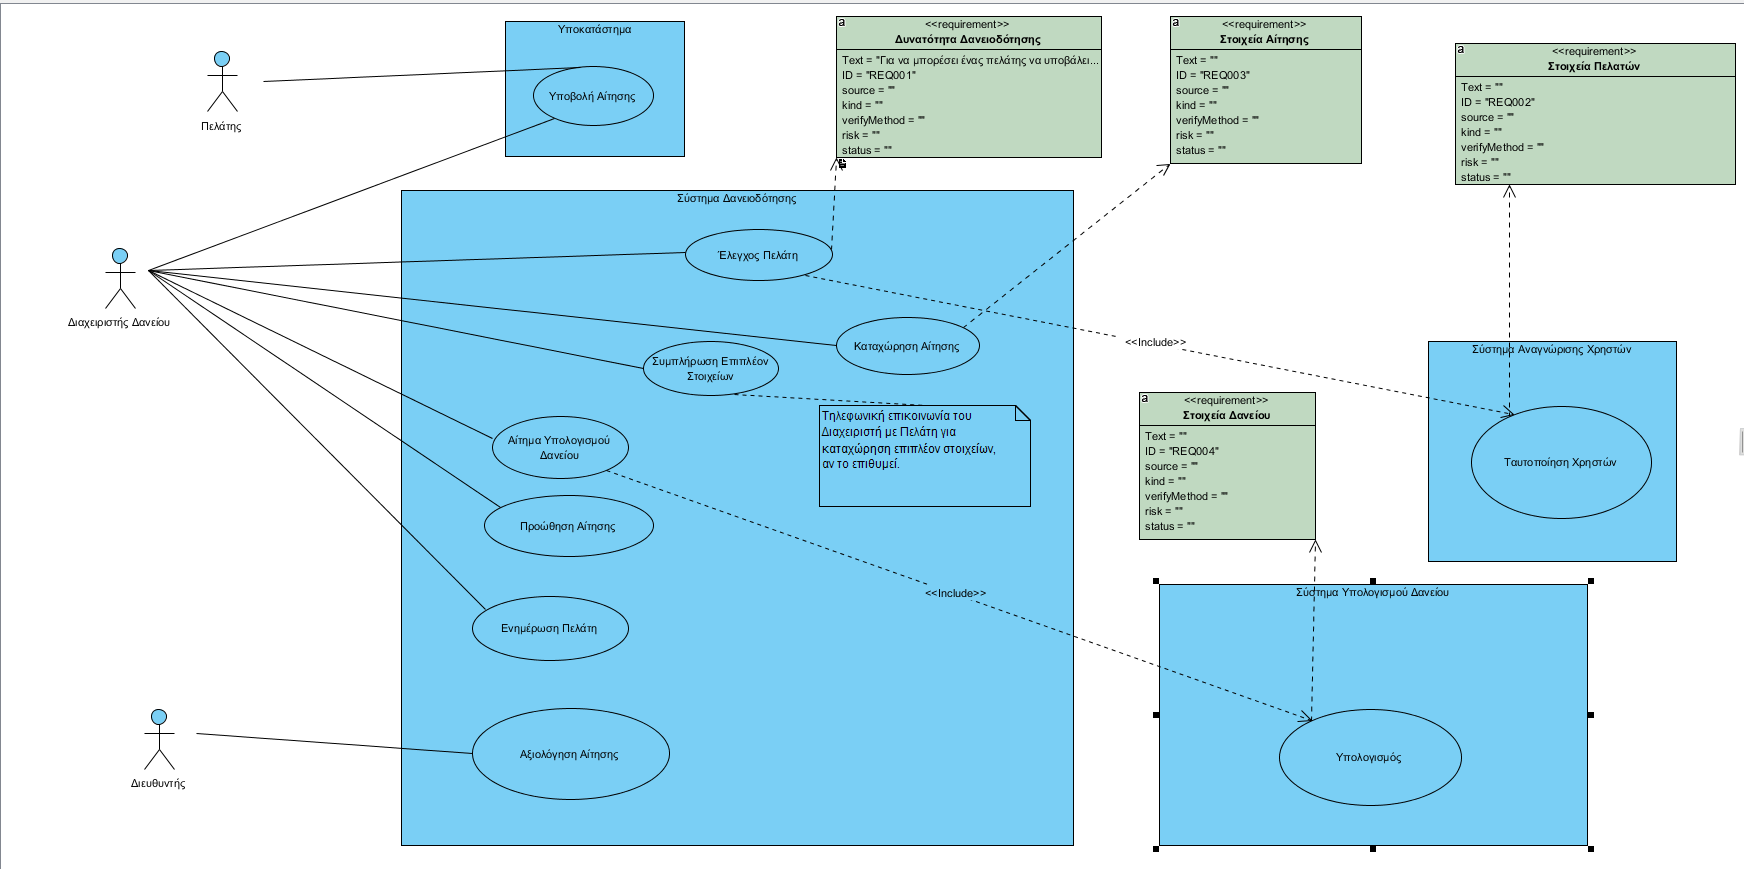 Υποκατάστημα
Υποβολή Αίτησης
Πελάτης
a
<<requirement>>
Δυνατότητα Δανειοδότησης
Text = "Για να μπορέσει ένας πελάτης να υποβάλει...
ID = "REQ001"
source = ""
kind = ""
verifyMethod = ""
risk = ""
status = ""
a
<<requirement>>
Στοιχεία Αίτησης
Text = ""
ID = "REQ003"
source = ""
kind = ""
verifyMethod = ""
risk = ""
status = ""
a
<<requirement>>
Στοιχεία Πελατών
Text = ""
ID = "REQ002"
source = ""
kind = ""
verifyMethod = ""
risk = ""
status = ""
Διαχειριστής Δανείου
Σύστημα Δανειοδότησης
Έλεγχος Πελάτη
Καταχώρηση Αίτησης
Συμπλήρωση Επιπλέον
Στοιχείων
Τηλεφωνική επικοινωνία του
Διαχειριστή με Πελάτη για
καταχώρηση επιπλέον στοιχείων,
αν το επιθυμεί.
Αίτημα Υπολογισμού
Δανείου
Προώθηση Αίτησης
Ενημέρωση Πελάτη
Αξιολόγηση Αίτησης
Διευθυντής
<<Include>>
<<Include>>
Σύστημα Αναγνώρισης Χρηστών
Ταυτοποίηση Χρηστών
a
<<requirement>>
Στοιχεία Δανείου
Text = ""
ID = "REQ004"
source = ""
kind = ""
verifyMethod = ""
risk = ""
status = ""
Σύστημα Υπολογισμού Δανείου
Υπολογισμός